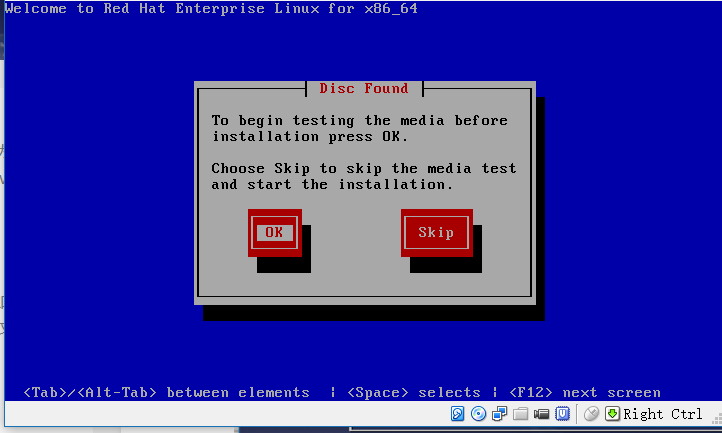 Welcome to Red Hat Enterprise Linux for x86_64
Disc Found
To begin testing the media before
installation press OK.
Choose Skip to skip the media test
and start the installation.
OK
Skip
<Tab>/<Alt-Tab> between elements | <Space> selects | <F12> next screen
Right Ctrl